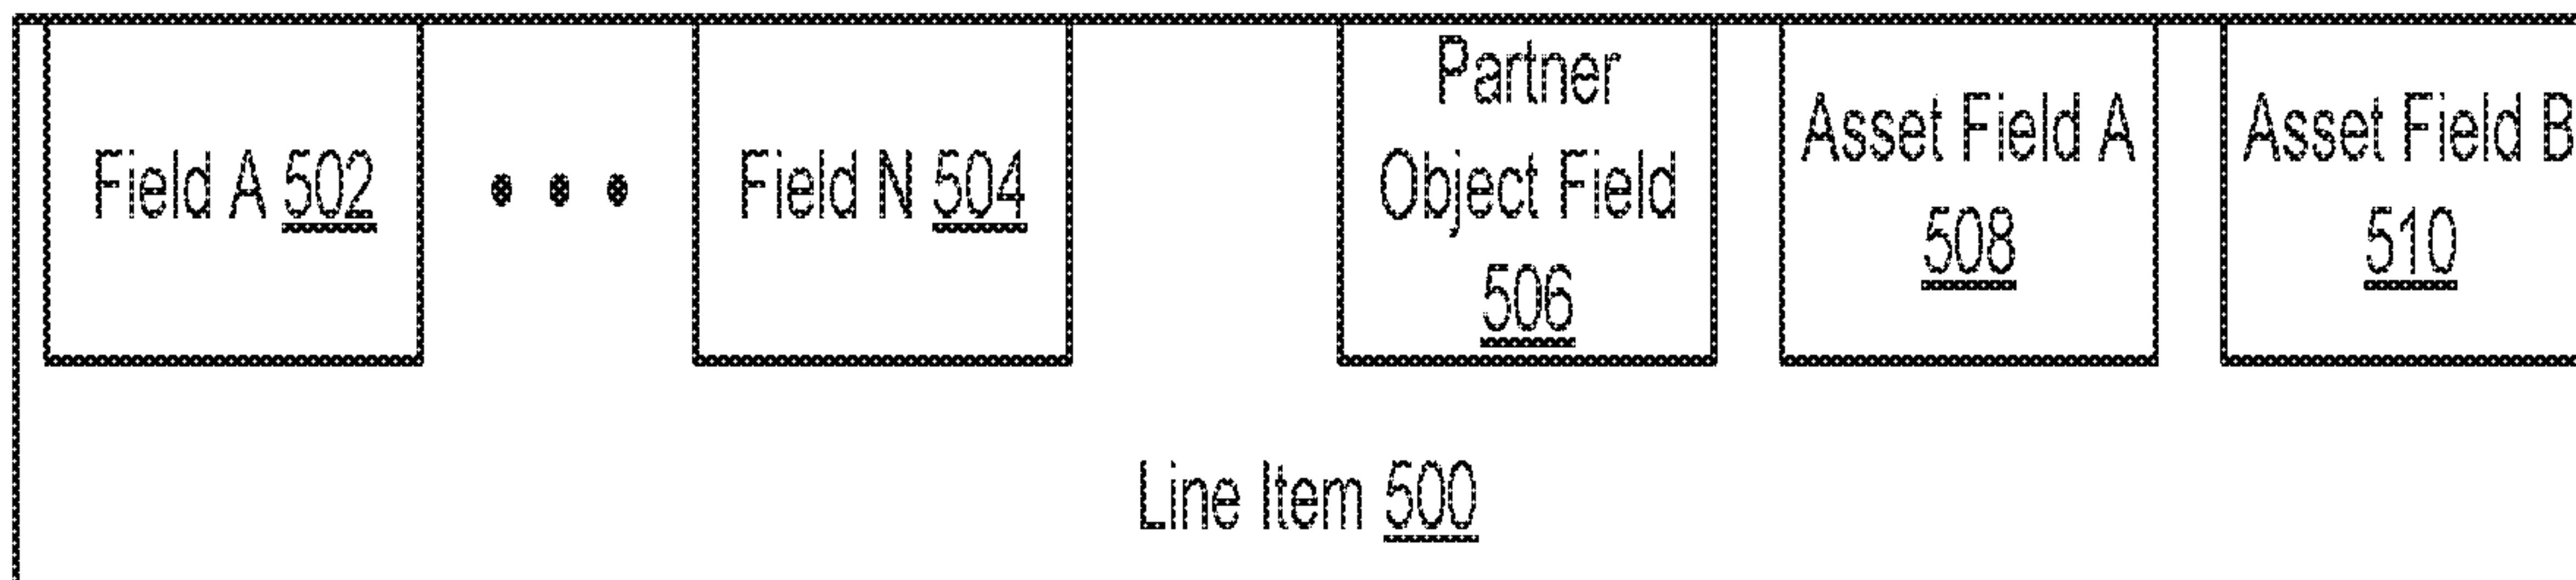 Field A 502
• • •
Field N 504
Partner
Object Field
506
Asset Field A
508
Asset Field B
510
Line Item 500